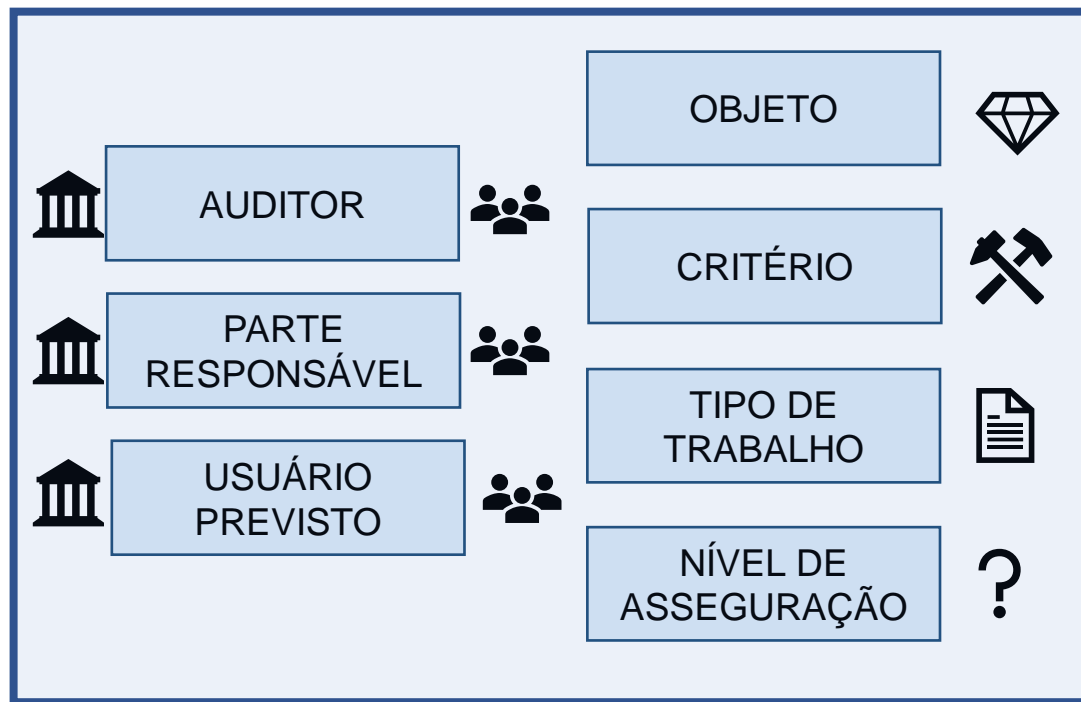 AUDITOR
PARTE
RESPONSÁVEL
USUÁRIO
PREVISTO
OBJETO
CRITÉRIO
TIPO DE
TRABALHO
NÍVEL DE
ASSEGURAÇÃO
?